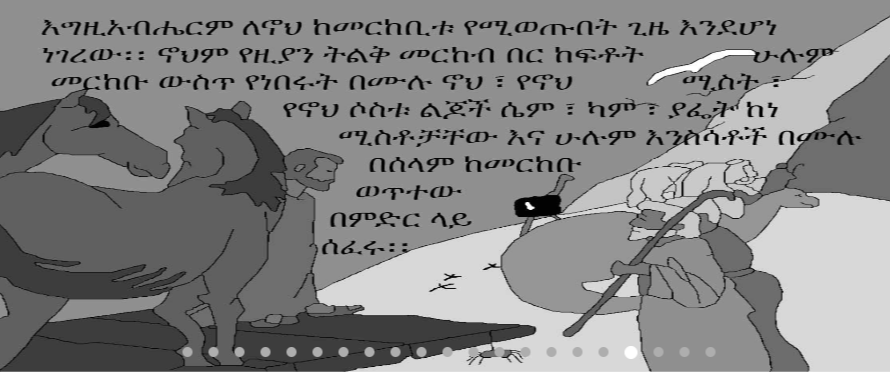 እግዚአብሔርም ለኖህ ከመርከቢቱ የሚወጡበት ጊዜ እንደሆነ
ነገረው፡፡ ኖህም የዚያን ትልቅ መርከብ በር ከፍቶት ሁሉም
መርከቡ ውስጥ የነበሩት በሙሉ ኖህ ፣ የኖህ ሚስት ፣
የኖህ ሶስቱ ልጆች ሴም ፣ ካም ፣ ያፌት ከነ
ሚስቶቻቸው እና ሁሉም እንስሳቶች በሙሉ
በሰላም ከመርከቡ
ወጥተው
በምድር ላይ
ሰፈሩ፡፡